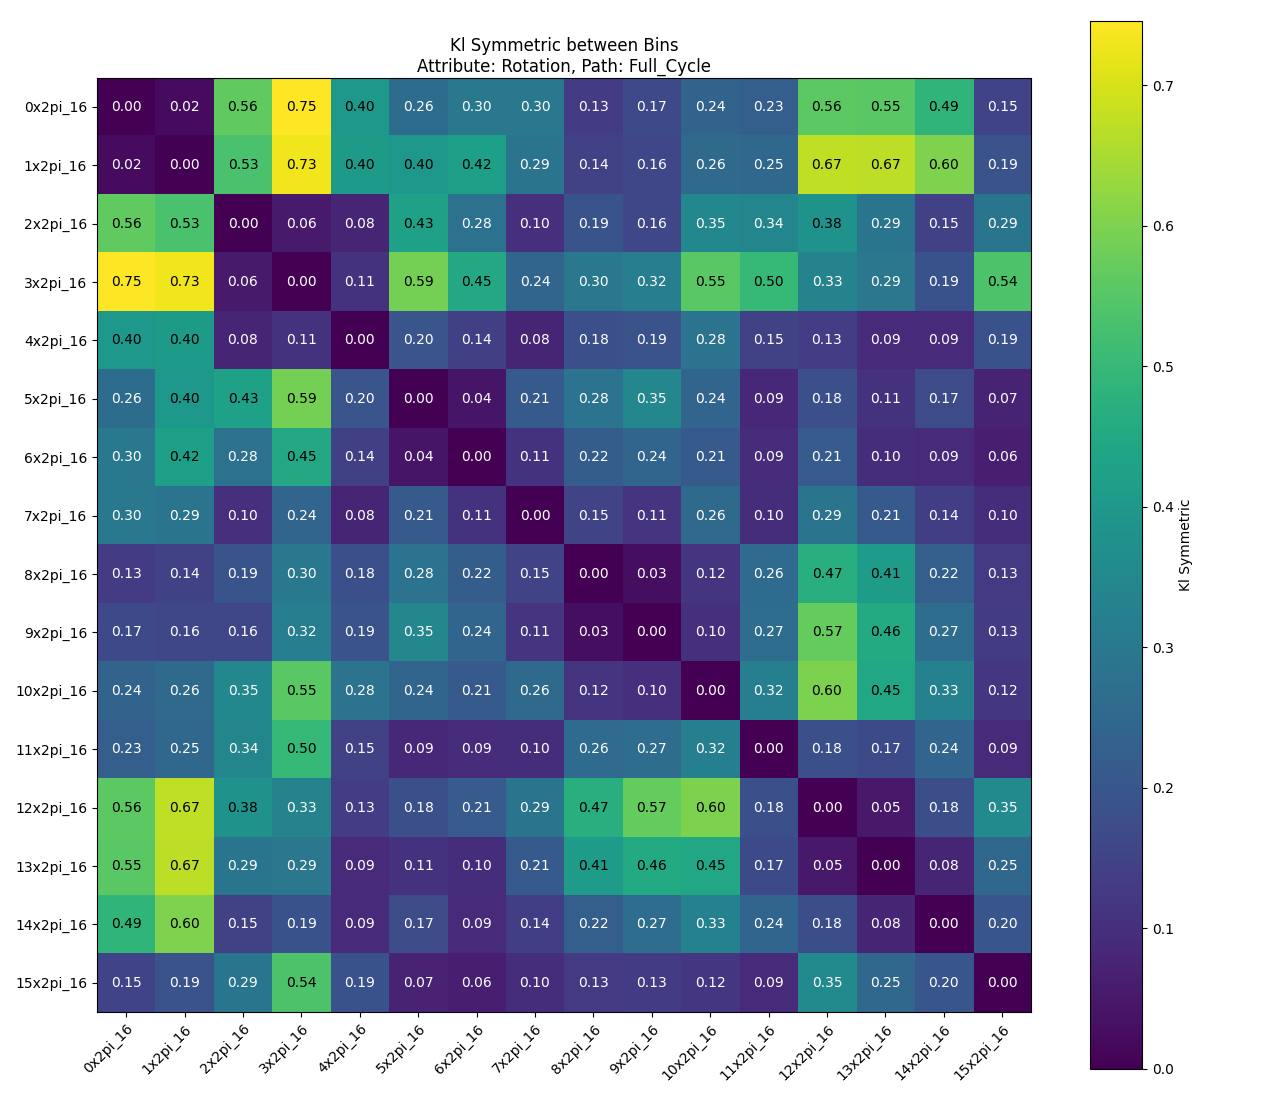 Kl Symmetric between Bins
Attribute: Rotation, Path: Full_Cycle
0x2pi_16 0.00 0.02 0.56 0.75 0.40 0.26 0.30 0.30 0.13 0.17 0.24 0.23 0.56 0.55 0.49 0.15
1x2pi_16 0.02 0.00 0.53 0.73 0.40 0.40 0.42 0.29 0.14 0.16 0.26 0.25 0.67 0.67 0.60 0.19
2x2pi_16 0.56 0.53 0.00 0.06 0.08 0.43 0.28 0.10 0.19 0.16 0.35 0.34 0.38 0.29 0.15 0.29
3x2pi_16 0.75 0.73 0.06 0.00 0.11 0.59 0.45 0.24 0.30 0.32 0.55 0.50 0.33 0.29 0.19 0.54
4x2pi_16 0.40 0.40 0.08 0.11 0.00 0.20 0.14 0.08 0.18 0.19 0.28 0.15 0.13 0.09 0.09 0.19
5x2pi_16 0.26 0.40 0.43 0.59 0.20 0.00 0.04 0.21 0.28 0.35 0.24 0.09 0.18 0.11 0.17 0.07
6x2pi_16 0.30 0.42 0.28 0.45 0.14 0.04 0.00 0.11 0.22 0.24 0.21 0.09 0.21 0.10 0.09 0.06
7x2pi_16 0.30 0.29 0.10 0.24 0.08 0.21 0.11 0.00 0.15 0.11 0.26 0.10 0.29 0.21 0.14 0.10
8x2pi_16 0.13 0.14 0.19 0.30 0.18 0.28 0.22 0.15 0.00 0.03 0.12 0.26 0.47 0.41 0.22 0.13
9x2pi_16 0.17 0.16 0.16 0.32 0.19 0.35 0.24 0.11 0.03 0.00 0.10 0.27 0.57 0.46 0.27 0.13
10x2pi_16 0.24 0.26 0.35 0.55 0.28 0.24 0.21 0.26 0.12 0.10 0.00 0.32 0.60 0.45 0.33 0.12
11x2pi_16 0.23 0.25 0.34 0.50 0.15 0.09 0.09 0.10 0.26 0.27 0.32 0.00 0.18 0.17 0.24 0.09
12x2pi_16 0.56 0.67 0.38 0.33 0.13 0.18 0.21 0.29 0.47 0.57 0.60 0.18 0.00 0.05 0.18 0.35
13x2pi_16 0.55 0.67 0.29 0.29 0.09 0.11 0.10 0.21 0.41 0.46 0.45 0.17 0.05 0.00 0.08 0.25
14x2pi_16 0.49 0.60 0.15 0.19 0.09 0.17 0.09 0.14 0.22 0.27 0.33 0.24 0.18 0.08 0.00 0.20
15x2pi_16 0.15 0.19 0.29 0.54 0.19 0.07 0.06 0.10 0.13 0.13 0.12 0.09 0.35 0.25 0.20 0.00
0x2pi_16 1x2pi_16 2x2pi_16 3x2pi_16 4x2pi_16 5x2pi_16 6x2pi_16 7x2pi_16 8x2pi_16 9x2pi_16 10x2pi_16 11x2pi_16 12x2pi_16 13x2pi_16 14x2pi_16 15x2pi_16
0.7
0.6
0.5
0.4
0.3
0.2
0.1
0.0
Kl Symmetric